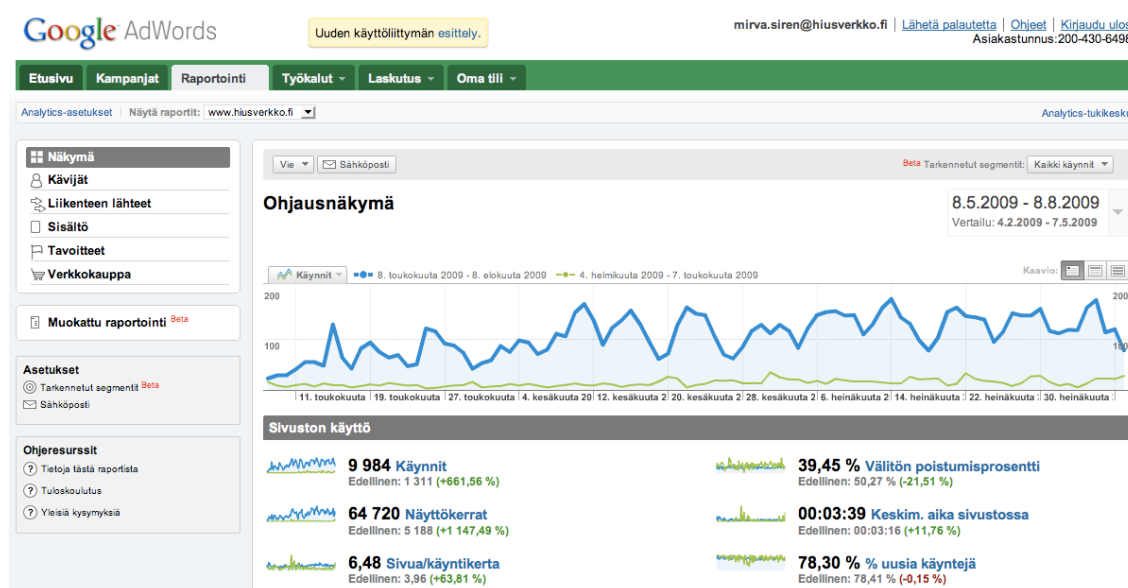 Google AdWords
Uuden käyttöliittymän esittely.
mirva.siren@hiusverkko.fi | Lähetä palautetta | Ohjeet | Kirjaudu ulos
Asiakastunnus:200-430-6498
Etusivu Kampanjat Raportointi Työkalut Laskutus Oma tili
Analytics-asetukset | Näytä raportit: www.hiusverkko.fi
Analytics-tukikesku
Näkymä
Kävijät
Liikenteen lähteet
Sisältö
Tavoitteet
Verkkokauppa
Muokattu raportointi Beta
Asetukset
Tarkennetut segmentit Beta
Sähköposti
Ohjeresurssit
Tietoja tästä raportista
Tuloskoulutus
Yleisiä kysymyksiä
Vie Sähköposti
Beta Tarkennetut segmentit: Kaikki käynnit
Ohjausnäkymä
8.5.2009 - 8.8.2009
Vertailu: 4.2.2009 - 7.5.2009
Käynnit 8. toukokuuta 2009 - 8. elokuuta 2009 4. helmikuuta 2009 - 7. toukokuuta 2009
Kaavio:
200 200
100 100
11. toukokuuta 19. toukokuuta 27. toukokuuta 4. kesäkuuta 20 12. kesäkuuta 2 20. kesäkuuta 2 28. kesäkuuta 2 6. heinäkuuta 2 14. heinäkuuta 22. heinäkuuta 30. heinäkuuta
Sivuston käyttö
9 984 Käynnit
Edellinen: 1 311 (+661,56 %)
39,45 % Välitön poistumisprosentti
Edellinen: 50,27 % (-21,51 %)
64 720 Näyttökerrat
Edellinen: 5 188 (+1 147,49 %)
00:03:39 Keskim. aika sivustossa
Edellinen: 00:03:16 (+11,76 %)
6,48 Sivua/käyntikerta
Edellinen: 3,96 (+63,81 %)
78,30 % % uusia käyntejä
Edellinen: 78,41 % (-0,15 %)